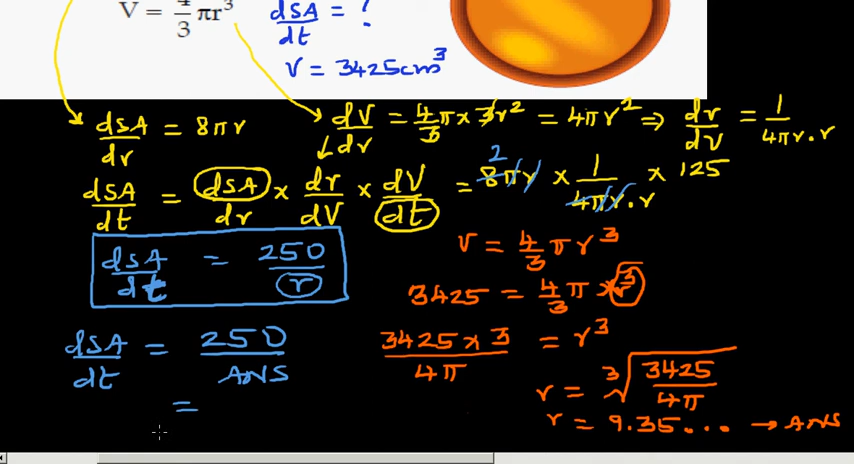 V = 4/3 πr³
dSA/dt = ?
V = 3425cm³
dSA/dr = 8πr
dV/dr = 4/3 π × 3r² = 4πr² ⇒ dr/dV = 1/4πr.r
dSA/dt = dSA/dr × dr/dV × dV/dt = 2 8πr × 1/4πr.r × 125
dSA/dt = 250/r
V = 4/3 πr³
3425 = 4/3 π × r³
3425 × 3/4π = r³
r = ³√3425/4π
r = 9.35... → ANS
dSA/dt = 250/ANS
=